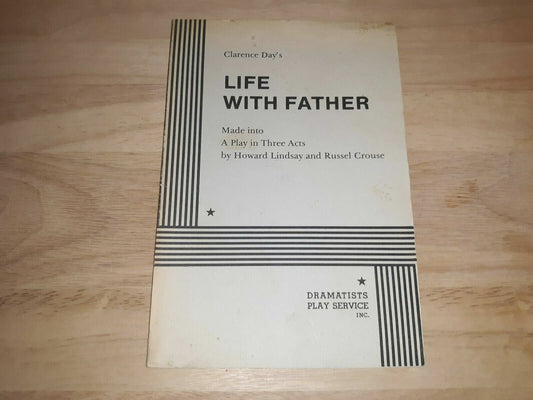 Clarence Day's
LIFE
WITH FATHER
Made into
A Play in Three Acts
by Howard Lindsay and Russel Crouse
DRAMATISTS
PLAY SERVICE
INC.